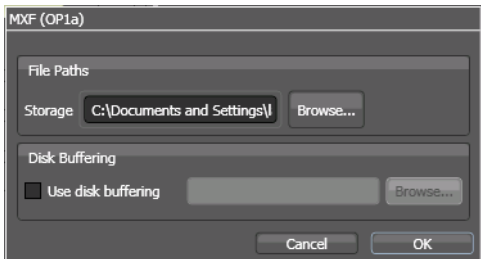 MXF (OP1a)
File Paths
Storage C:\Documents and Settings\l Browse...
Disk Buffering
Use disk buffering Browse...
Cancel OK